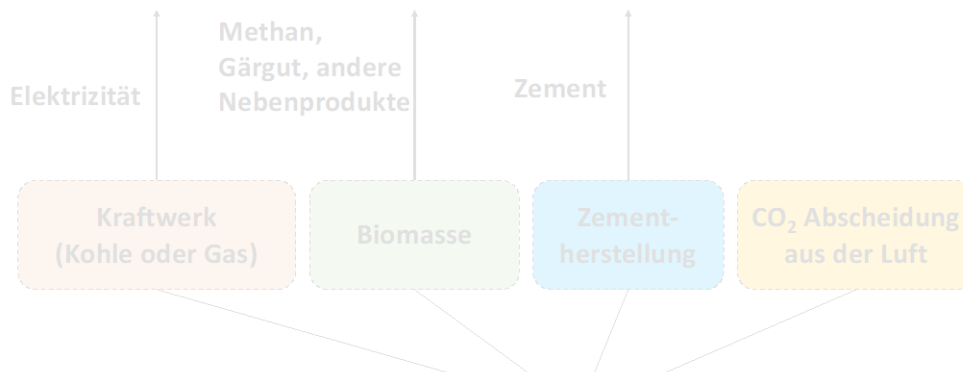 Methan,
Gärgut, andere
Nebenprodukte
Elektrizität
Zement
Kraftwerk
(Kohle oder Gas)
Biomasse
Zement-
herstellung
CO₂ Abscheidung
aus der Luft